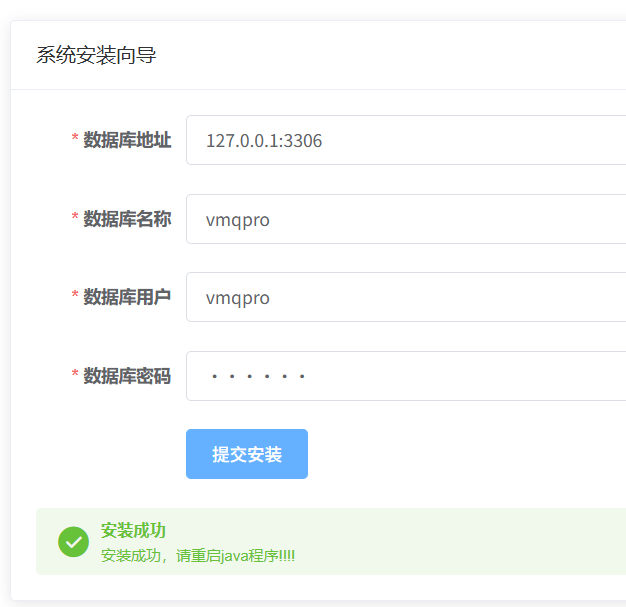 系统安装向导
* 数据库地址 127.0.0.1:3306
* 数据库名称 vmqpro
* 数据库用户 vmqpro
* 数据库密码 ······
提交安装
安装成功
安装成功，请重启java程序!!!!